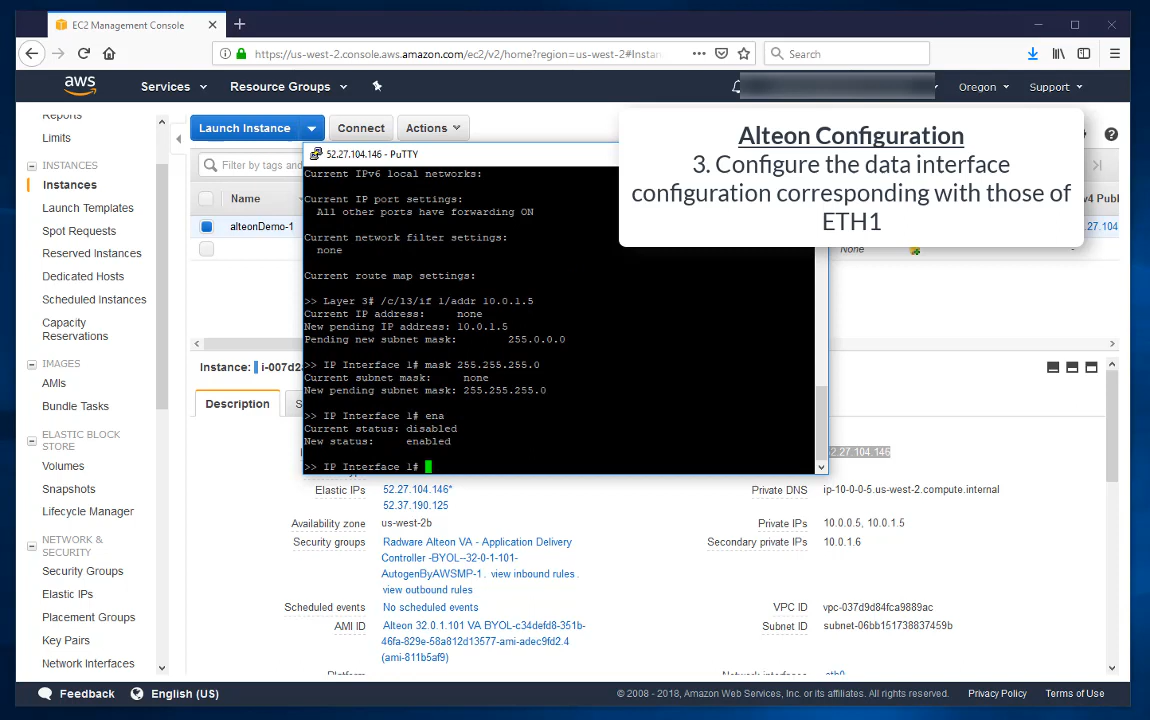 EC2 Management Console
https://us-west-2.console.aws.amazon.com/ec2/v2/home?region=us-west-2#Instan
Search
aws
Services
Resource Groups
Oregon
Support
Reports
Limits
INSTANCES
Instances
Launch Templates
Spot Requests
Reserved Instances
Dedicated Hosts
Scheduled Instances
Capacity
Reservations
IMAGES
AMIs
Bundle Tasks
ELASTIC BLOCK
STORE
Volumes
Snapshots
Lifecycle Manager
NETWORK &
SECURITY
Security Groups
Elastic IPs
Placement Groups
Key Pairs
Network Interfaces
Launch Instance
Connect
Actions
Filter by tags and
Name
v4 Publ
alteonDemo-1
27.104
None
Alteon Configuration
3. Configure the data interface
configuration corresponding with those of
ETH1
52.27.104.146 - PuTTY
Current IPv6 local networks:
Current IP port settings:
All other ports have forwarding ON
Current network filter settings:
none
Current route map settings:
>> Layer 3# /c/l3/if 1/addr 10.0.1.5
Current IP address: none
New pending IP address: 10.0.1.5
Pending new subnet mask: 255.0.0.0
>> IP Interface 1# mask 255.255.255.0
Current subnet mask: none
New pending subnet mask: 255.255.255.0
>> IP Interface 1# ena
Current status: disabled
New status: enabled
>> IP Interface 1#
Instance: i-007d2
Description
S
52.27.104.146
Elastic IPs
52.27.104.146*
52.37.190.125
Private DNS
ip-10-0-0-5.us-west-2.compute.internal
Availability zone
us-west-2b
Private IPs
10.0.0.5, 10.0.1.5
Security groups
Radware Alteon VA - Application Delivery
Controller -BYOL--32-0-1-101-
AutogenByAWSMP-1 . view inbound rules .
view outbound rules
Secondary private IPs
10.0.1.6
Scheduled events
No scheduled events
VPC ID
vpc-037d9d84fca9889ac
AMI ID
Alteon 32.0.1.101 VA BYOL-c34defd8-351b-
46fa-829e-58a812d13577-ami-adec9fd2.4
(ami-811b5af9)
Subnet ID
subnet-06bb151738837459b
Platform
Network interfaces
eth0
Feedback
English (US)
© 2008 - 2018, Amazon Web Services, Inc. or its affiliates. All rights reserved.
Privacy Policy
Terms of Use